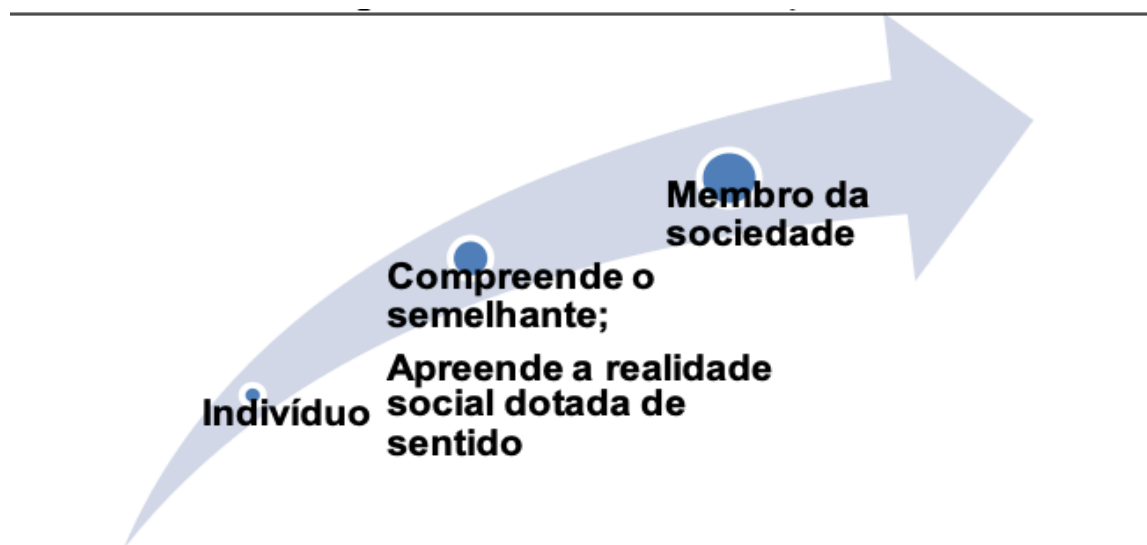 Membro da
sociedade
Compreende o
semelhante;
Apreende a realidade
social dotada de
sentido
Indivíduo